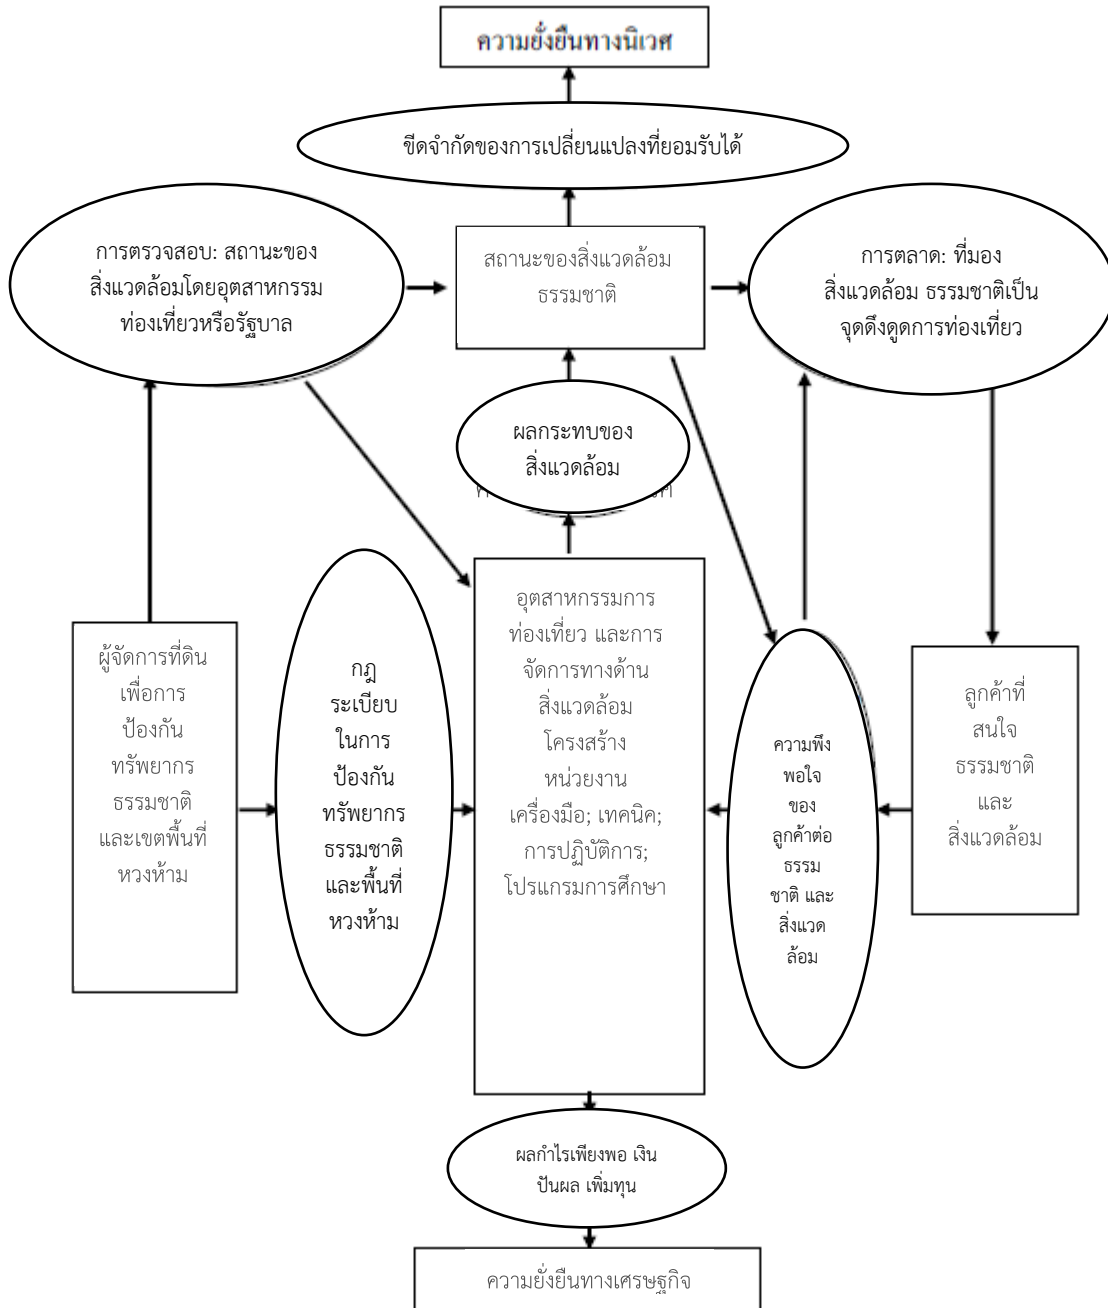 ความยั่งยืนทางนิเวศ
ขีดจำกัดของการเปลี่ยนแปลงที่ยอมรับได้
การตรวจสอบ: สถานะของ
สิ่งแวดล้อมโดยอุตสาหกรรม
ท่องเที่ยวหรือรัฐบาล
สถานะของสิ่งแวดล้อม
ธรรมชาติ
การตลาด: ที่มอง
สิ่งแวดล้อม ธรรมชาติเป็น
จุดดึงดูดการท่องเที่ยว
ผลกระทบของ
สิ่งแวดล้อม
ผู้จัดการที่ดิน
เพื่อการ
ป้องกัน
ทรัพยากร
ธรรมชาติ
และเขตพื้นที่
หวงห้าม
กฎ
ระเบียบ
ในการ
ป้องกัน
ทรัพยากร
ธรรมชาติ
และพื้นที่
หวงห้าม
อุตสาหกรรมการ
ท่องเที่ยว และการ
จัดการทางด้าน
สิ่งแวดล้อม
โครงสร้าง
หน่วยงาน
เครื่องมือ; เทคนิค;
การปฏิบัติการ;
โปรแกรมการศึกษา
ความพึง
พอใจ
ของ
ลูกค้าต่อ
ธรรม
ชาติ และ
สิ่งแวด
ล้อม
ลูกค้าที่
สนใจ
ธรรมชาติ
และ
สิ่งแวดล้อม
ผลกำไรเพียงพอ เงิน
ปันผล เพิ่มทุน
ความยั่งยืนทางเศรษฐกิจ